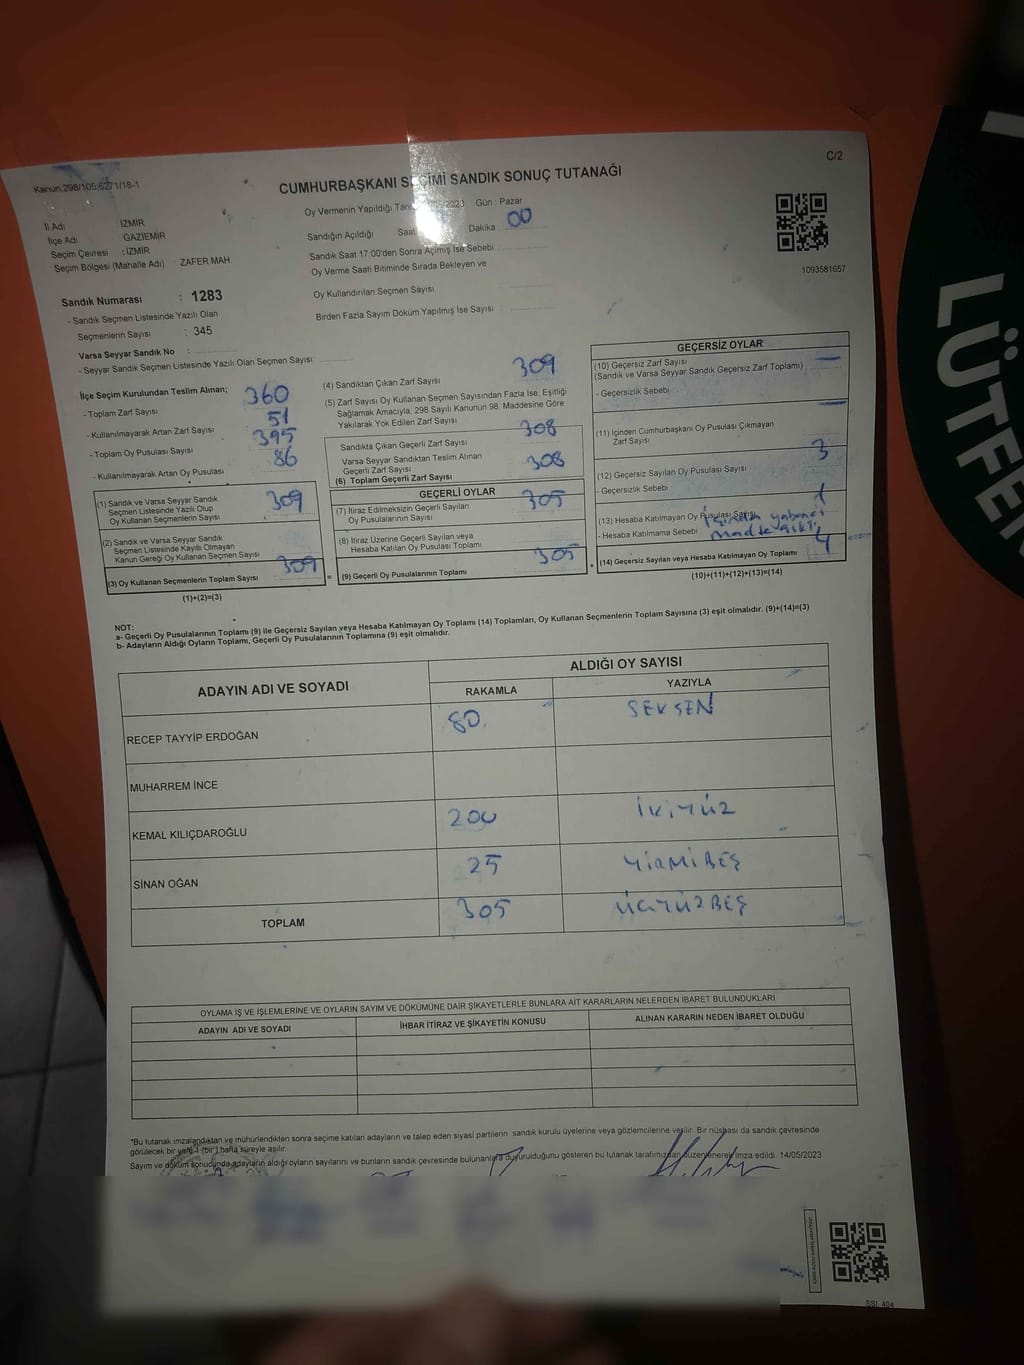 C/2
Kanun.298/105;6271/18-1
CUMHURBAŞKANI SEÇİMİ SANDIK SONUÇ TUTANAĞI
İl Adı İZMİR
İlçe Adı GAZİEMİR
Seçim Çevresi : İZMİR
Seçim Bölgesi (Mahalle Adı) ZAFER MAH.
Oy Vermenin Yapıldığı 2023 Gün : Pazar
Sandığın Açıldığı Saat Dakika 00
Sandık Saat 17:00'den Sonra Açılmış İse Sebebi
Oy Verme Saati Bitiminde Sırada Bekleyen ve
Oy Kullandırılan Seçmen Sayısı :
Birden Fazla Sayım Döküm Yapılmış İse Sayısı :
1093581657
Sandık Numarası : 1283
- Sandık Seçmen Listesinde Yazılı Olan
Seçmenlerin Sayısı : 345
Varsa Seyyar Sandık No :
- Seyyar Sandık Seçmen Listesinde Yazılı Olan Seçmen Sayısı
İlçe Seçim Kurulundan Teslim Alınan;
- Toplam Zarf Sayısı 360
- Kullanılmayarak Artan Zarf Sayısı 51
- Toplam Oy Pusulası Sayısı 395
- Kullanılmayarak Artan Oy Pusulası 86
(1) Sandık ve Varsa Seyyar Sandık
Seçmen Listesinde Yazılı Olup
Oy Kullanan Seçmenlerin Sayısı 309
(2) Sandık ve Varsa Seyyar Sandık
Seçmen Listesinde Kayıtlı Olmayan
Kanun Gereği Oy Kullanan Seçmen Sayısı
(3) Oy Kullanan Seçmenlerin Toplam Sayısı 309
(1)+(2)=(3)
(4) Sandıktan Çıkan Zarf Sayısı 309
(5) Zarf Sayısı Oy Kullanan Seçmen Sayısından Fazla İse, Eşitliği
Sağlamak Amacıyla, 298 Sayılı Kanunun 98. Maddesine Göre
Yakılarak Yok Edilen Zarf Sayısı
Sandıkta Çıkan Geçerli Zarf Sayısı 308
Varsa Seyyar Sandıktan Teslim Alınan
Geçerli Zarf Sayısı
(6) Toplam Geçerli Zarf Sayısı 308
GEÇERLİ OYLAR
(7) İtiraz Edilmeksizin Geçerli Sayılan
Oy Pusulalarının Sayısı 305
(8) İtiraz Üzerine Geçerli Sayılan veya
Hesaba Katılan Oy Pusulası Toplamı
= (9) Geçerli Oy Pusulalarının Toplamı 305 +
GEÇERSİZ OYLAR
(10) Geçersiz Zarf Sayısı —
(Sandık ve Varsa Seyyar Sandık Geçersiz Zarf Toplamı)
- Geçersizlik Sebebi
(11) İçinden Cumhurbaşkanı Oy Pusulası Çıkmayan
Zarf Sayısı —
(12) Geçersiz Sayılan Oy Pusulası Sayısı 3
- Geçersizlik Sebebi
(13) Hesaba Katılmayan Oy Pusulası Sayısı 1
- Hesaba Katılmama Sebebi İçinden yabancı
madde çıktı
(14) Geçersiz Sayılan veya Hesaba Katılmayan Oy Toplamı 4
(10)+(11)+(12)+(13)=(14)
NOT:
a- Geçerli Oy Pusulalarının Toplamı (9) ile Geçersiz Sayılan veya Hesaba Katılmayan Oy Toplamı (14) Toplamları, Oy Kullanan Seçmenlerin Toplam Sayısına (3) eşit olmalıdır. (9)+(14)=(3)
b- Adayların Aldığı Oyların Toplamı, Geçerli Oy Pusulalarının Toplamına (9) eşit olmalıdır.
ADAYIN ADI VE SOYADI ALDIĞI OY SAYISI
RAKAMLA YAZIYLA
RECEP TAYYİP ERDOĞAN 80 SEKSEN
MUHARREM İNCE
KEMAL KILIÇDAROĞLU 200 İKİYÜZ
SİNAN OĞAN 25 YİRMİBEŞ
TOPLAM 305 ÜÇYÜZBEŞ
OYLAMA İŞ VE İŞLEMLERİNE VE OYLARIN SAYIM VE DÖKÜMÜNE DAİR ŞİKAYETLERLE BUNLARA AİT KARARLARIN NELERDEN İBARET BULUNDUKLARI
ADAYIN ADI VE SOYADI İHBAR İTİRAZ VE ŞİKAYETİN KONUSU ALINAN KARARIN NEDEN İBARET OLDUĞU
*Bu tutanak imzalandıktan ve mühürlendikten sonra seçime katılan adayların ve talep eden siyasi partilerin sandık kurulu üyelerine veya gözlemcilerine verilir. Bir nüshası da sandık çevresinde
görülecek bir yere 1 (bir) hafta süreyle asılır.
Sayım ve döküm sonucunda adayların aldığı oyların sayılarını ve bunların sandık çevresinde bulunanlara duyurulduğunu gösteren bu tutanak tarafımızdan düzenlenerek imza edildi. 14/05/2023
SSI_404
LÜTFEN